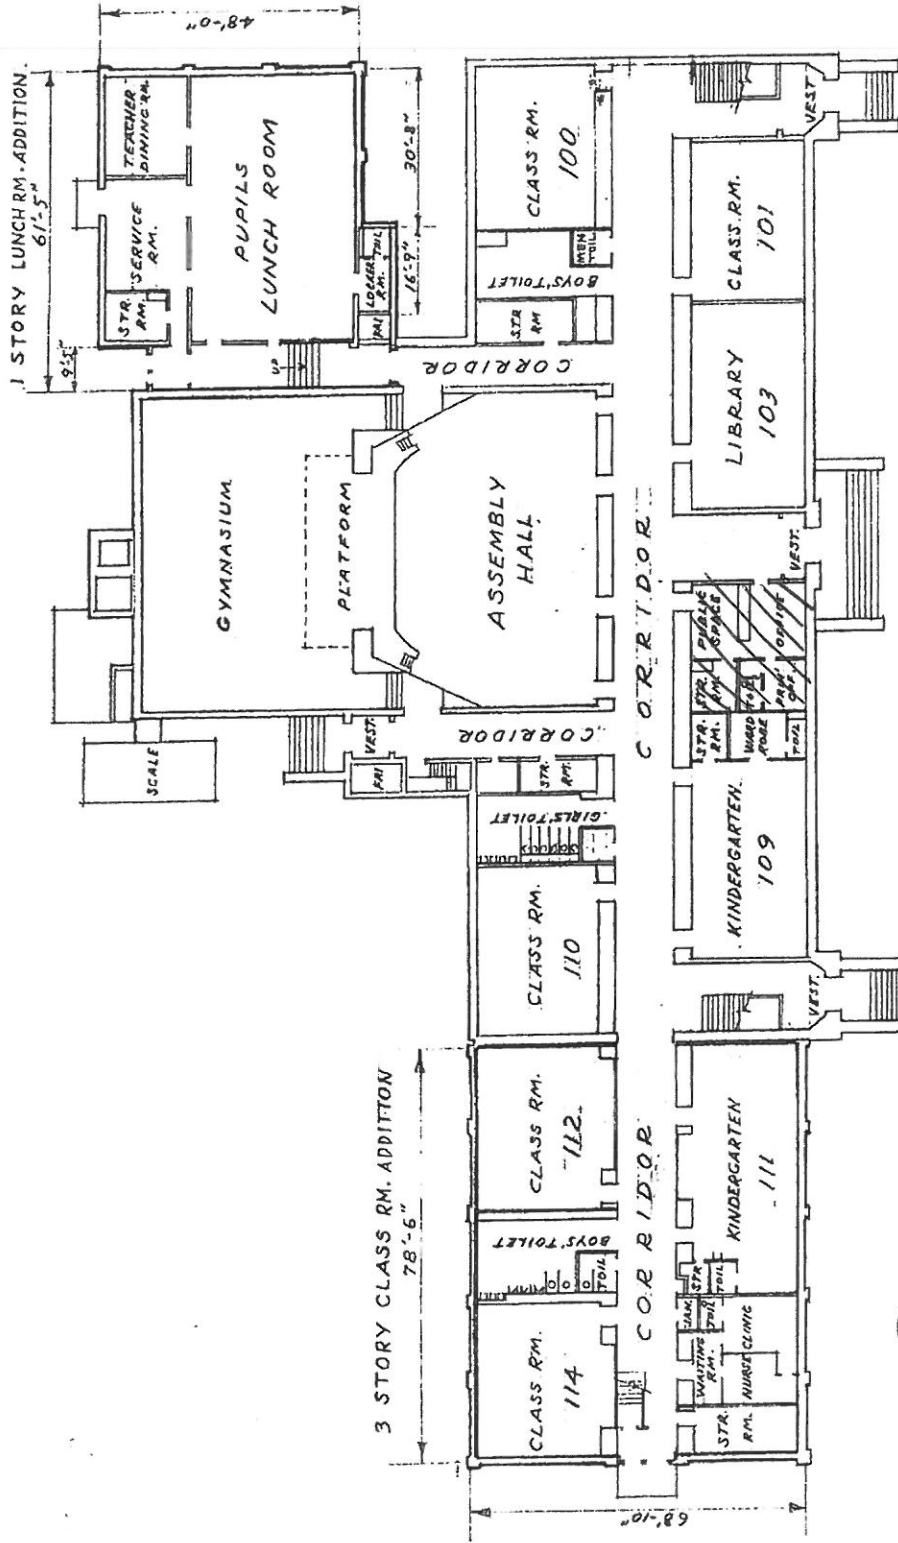 1 STORY LUNCH RM. ADDITION.
61'-5"
9'-5"
48'-0"
TEACHER
DINING RM.
SERVICE
RM.
STR.
RM.
PUPILS
LUNCH ROOM
30'-8"
16'-9"
TOIL
LOCKER
RM.
UP
CORRIDOR
CLASS RM.
100
MEN
TOIL
BOYS' TOILET
STR
RM
VEST
CLASS RM.
101
LIBRARY
103
GYMNASIUM
PLATFORM
ASSEMBLY
HALL
CORRIDOR
VEST.
PUBLIC
SPACE
OFFICE
STR.
RM.
TOIL
PRIN.
OFF.
STR.
RM.
WARD
ROBE
TOIL
SCALE
VEST.
FAI
CORRIDOR
STR.
RM.
GIRLS' TOILET
CLASS RM.
110
KINDERGARTEN
109
VEST.
3 STORY CLASS RM. ADDITION
78'-6"
CLASS RM.
112
BOYS' TOILET
TOIL.
CLASS RM.
114
CORRIDOR
KINDERGARTEN
111
STR
TOIL
JAN.
TOIL
WAITING
RM.
NURSE CLINIC
STR.
RM.
68'-10"